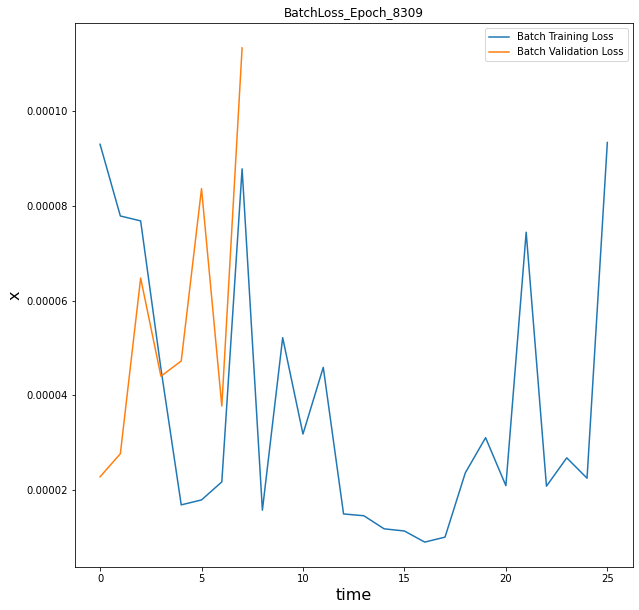 BatchLoss_Epoch_8309
Batch Training Loss
Batch Validation Loss
0.00010
0.00008
0.00006
0.00004
0.00002
x
0 5 10 15 20 25
time